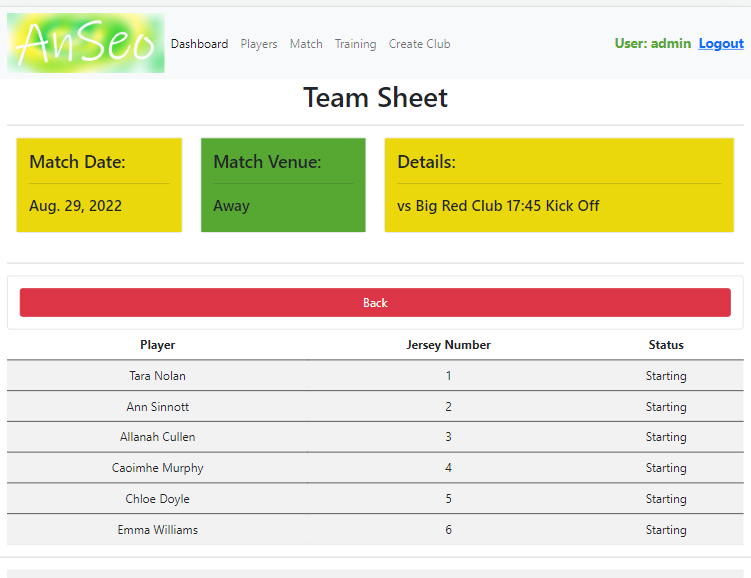 AnSeo Dashboard Players Match Training Create Club User: admin Logout
Team Sheet
Match Date: Match Venue: Details:
Aug. 29, 2022 Away vs Big Red Club 17:45 Kick Off
Back
Player Jersey Number Status
Tara Nolan 1 Starting
Ann Sinnott 2 Starting
Allanah Cullen 3 Starting
Caoimhe Murphy 4 Starting
Chloe Doyle 5 Starting
Emma Williams 6 Starting